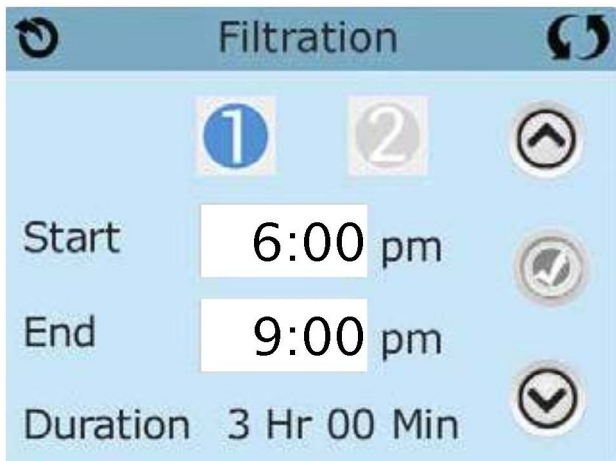 Filtration
1 2
Start 6:00 pm
End 9:00 pm
Duration 3 Hr 00 Min